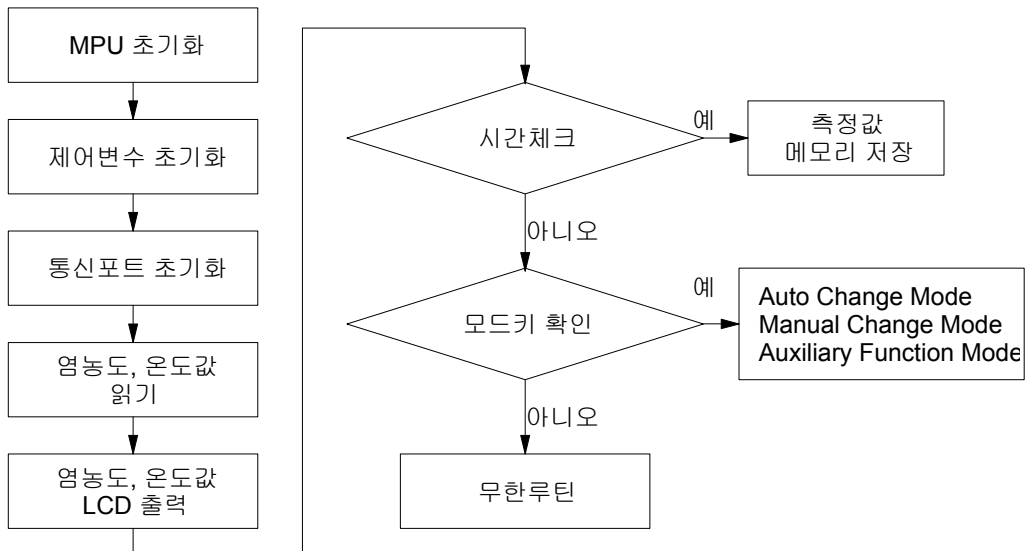 MPU 초기화
제어변수 초기화
통신포트 초기화
염농도, 온도값
읽기
염농도, 온도값
LCD 출력
시간체크
예
측정값
메모리 저장
아니오
모드키 확인
예
Auto Change Mode
Manual Change Mode
Auxiliary Function Mode
아니오
무한루틴